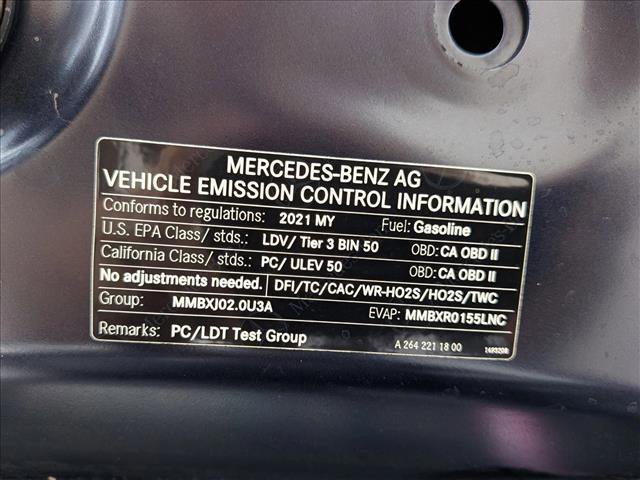 MERCEDES-BENZ AG
VEHICLE EMISSION CONTROL INFORMATION
Conforms to regulations: 2021 MY Fuel: Gasoline
U.S. EPA Class/ stds.: LDV/ Tier 3 BIN 50 OBD: CA OBD II
California Class/ stds.: PC/ ULEV 50 OBD: CA OBD II
No adjustments needed. DFI/TC/CAC/WR-HO2S/HO2S/TWC
Group: MMBXJ02.0U3A EVAP: MMBXR0155LNC
Remarks: PC/LDT Test Group A 264 221 18 00